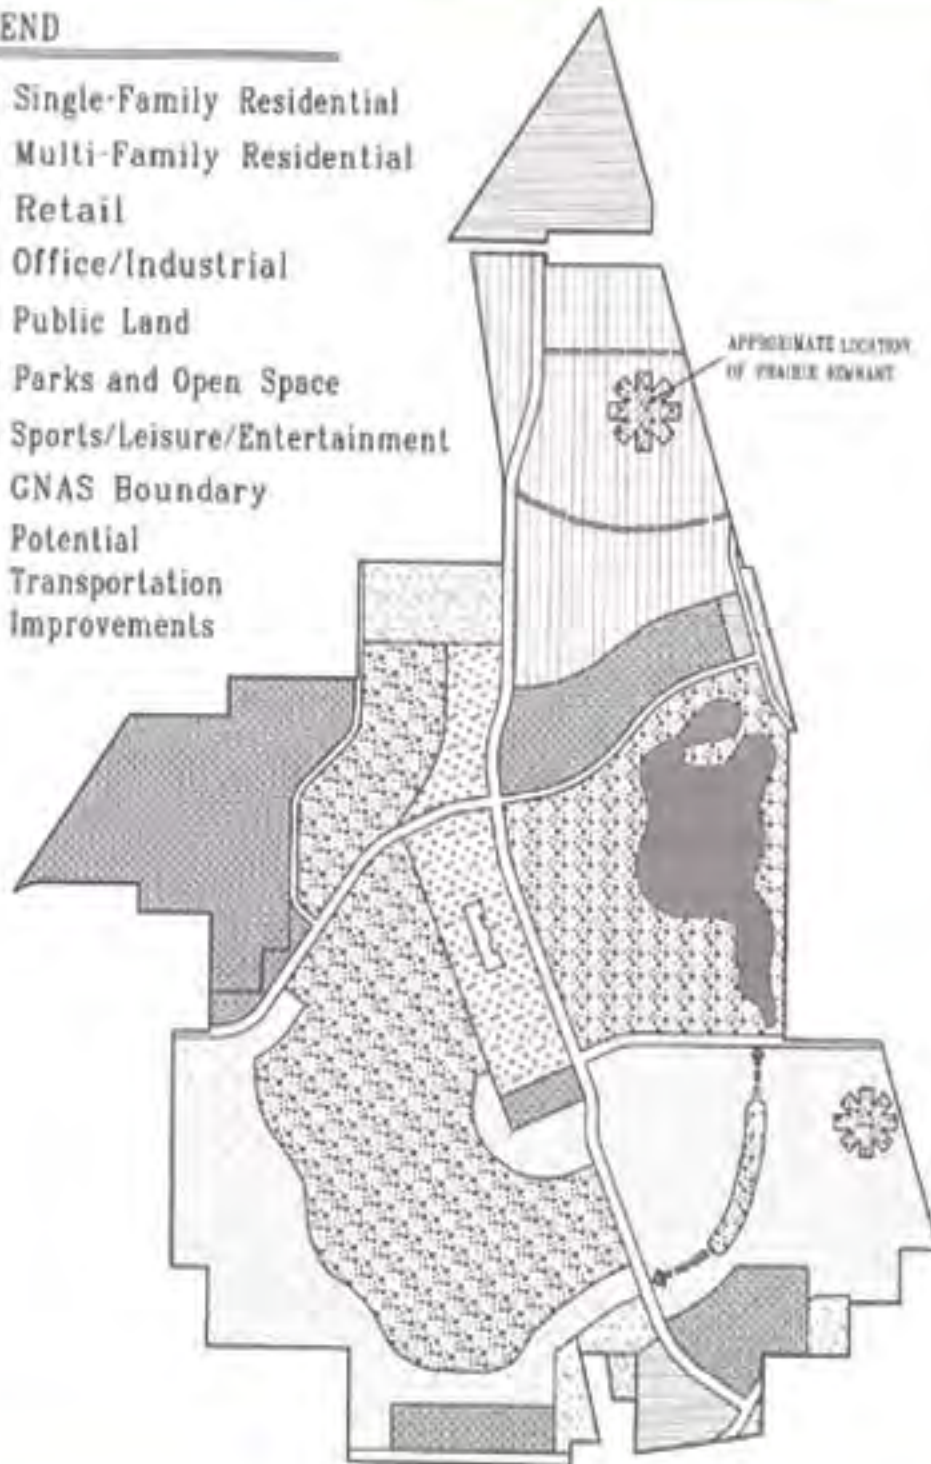 END
Single-Family Residential
Multi-Family Residential
Retail
Office/Industrial
Public Land
Parks and Open Space
Sports/Leisure/Entertainment
GNAS Boundary
Potential
Transportation
Improvements
APPROXIMATE LOCATION
OF PRAIRIE REMNANT